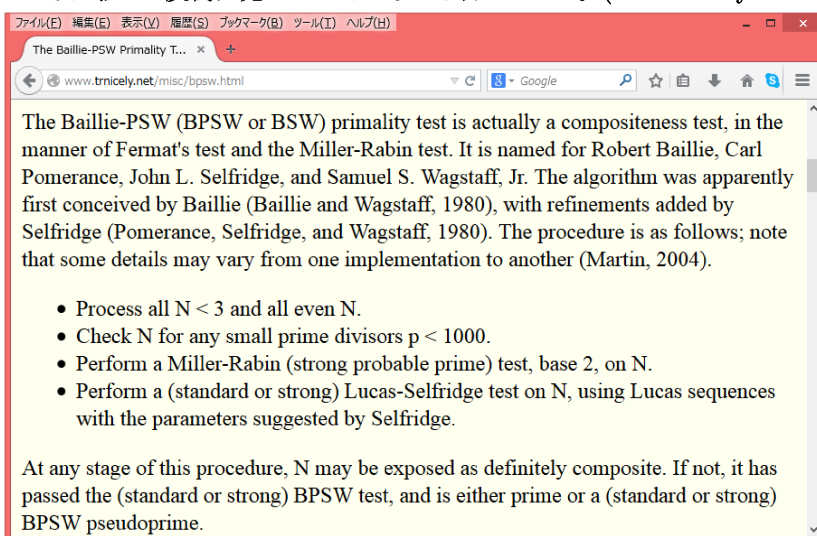 ファイル(F) 編集(E) 表示(V) 履歴(S) ブックマーク(B) ツール(T) ヘルプ(H)
The Baillie-PSW Primality T... × +
www.trnicely.net/misc/bpsw.html Google
The Baillie-PSW (BPSW or BSW) primality test is actually a compositeness test, in the
manner of Fermat's test and the Miller-Rabin test. It is named for Robert Baillie, Carl
Pomerance, John L. Selfridge, and Samuel S. Wagstaff, Jr. The algorithm was apparently
first conceived by Baillie (Baillie and Wagstaff, 1980), with refinements added by
Selfridge (Pomerance, Selfridge, and Wagstaff, 1980). The procedure is as follows; note
that some details may vary from one implementation to another (Martin, 2004).
• Process all N < 3 and all even N.
• Check N for any small prime divisors p < 1000.
• Perform a Miller-Rabin (strong probable prime) test, base 2, on N.
• Perform a (standard or strong) Lucas-Selfridge test on N, using Lucas sequences
with the parameters suggested by Selfridge.
At any stage of this procedure, N may be exposed as definitely composite. If not, it has
passed the (standard or strong) BPSW test, and is either prime or a (standard or strong)
BPSW pseudoprime.